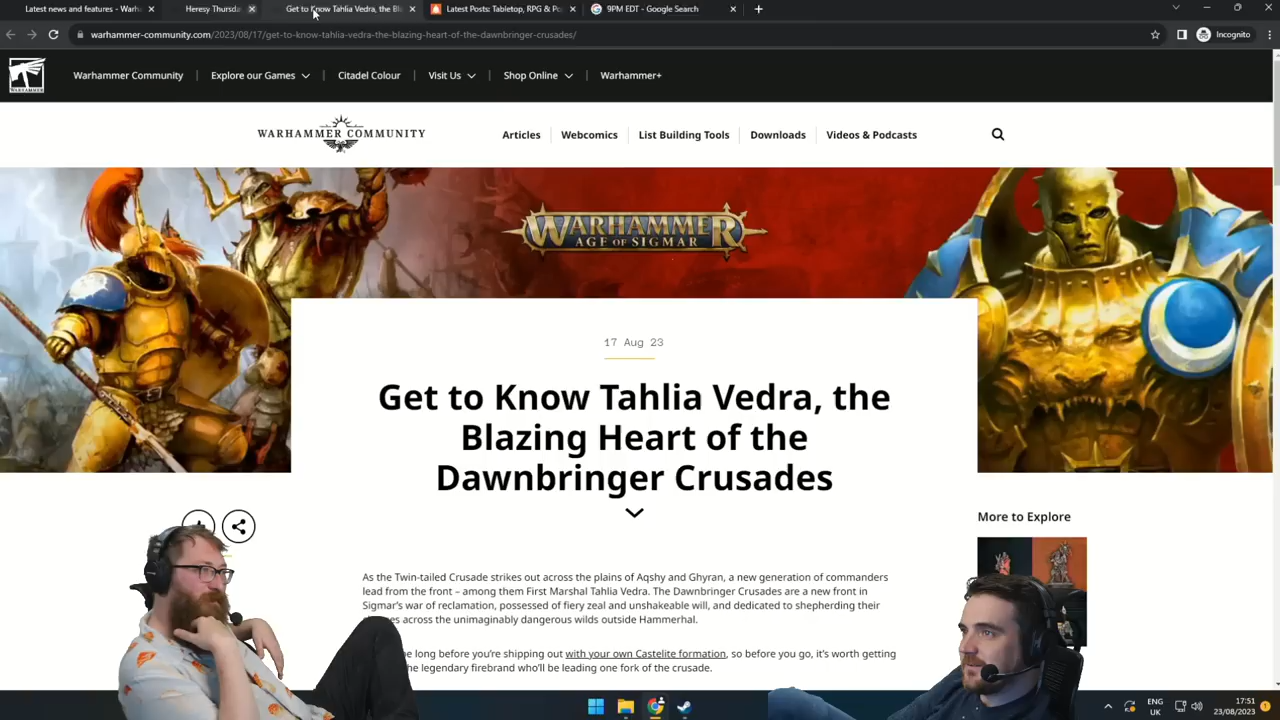 Latest news and features - Warh
Heresy Thursda
Get to Know Tahlia Vedra, the Bl
Latest Posts: Tabletop, RPG & Po
9PM EDT - Google Search
warhammer-community.com/2023/08/17/get-to-know-tahlia-vedra-the-blazing-heart-of-the-dawnbringer-crusades/
Incognito
WARHAMMER
Warhammer Community
Explore our Games
Citadel Colour
Visit Us
Shop Online
Warhammer+
WARHAMMER COMMUNITY
Articles
Webcomics
List Building Tools
Downloads
Videos & Podcasts
WARHAMMER
AGE OF SIGMAR
17 Aug 23
Get to Know Tahlia Vedra, the
Blazing Heart of the
Dawnbringer Crusades
More to Explore
As the Twin-tailed Crusade strikes out across the plains of Aqshy and Ghyran, a new generation of commanders
lead from the front – among them First Marshal Tahlia Vedra. The Dawnbringer Crusades are a new front in
Sigmar's war of reclamation, possessed of fiery zeal and unshakeable will, and dedicated to shepherding their
across the unimaginably dangerous wilds outside Hammerhal.
long before you're shipping out with your own Castelite formation, so before you go, it's worth getting
the legendary firebrand who'll be leading one fork of the crusade.
ENG
UK
17:51
23/08/2023